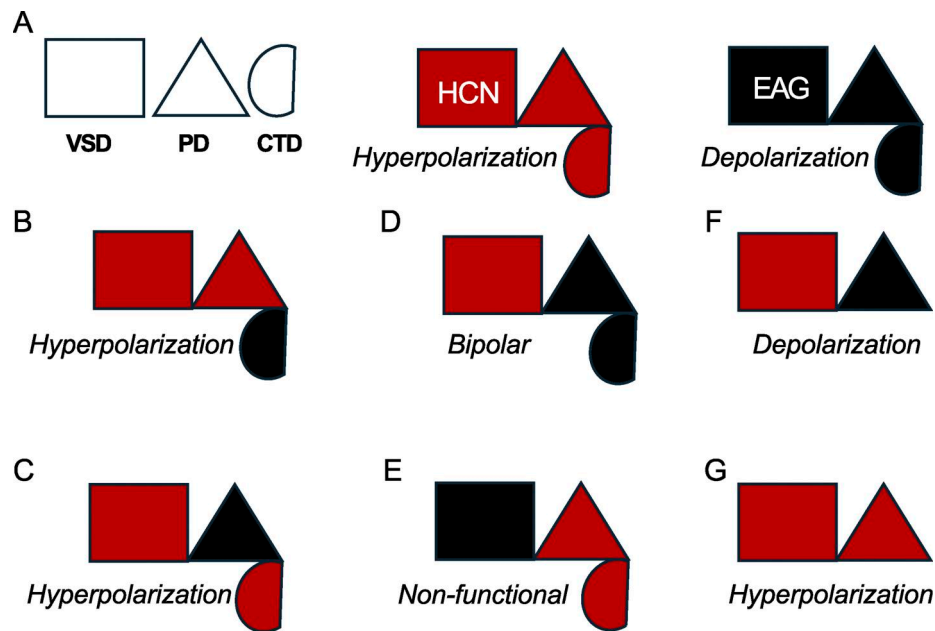 A
VSD PD CTD
HCN
Hyperpolarization
EAG
Depolarization
B
Hyperpolarization
D
Bipolar
F
Depolarization
C
Hyperpolarization
E
Non-functional
G
Hyperpolarization